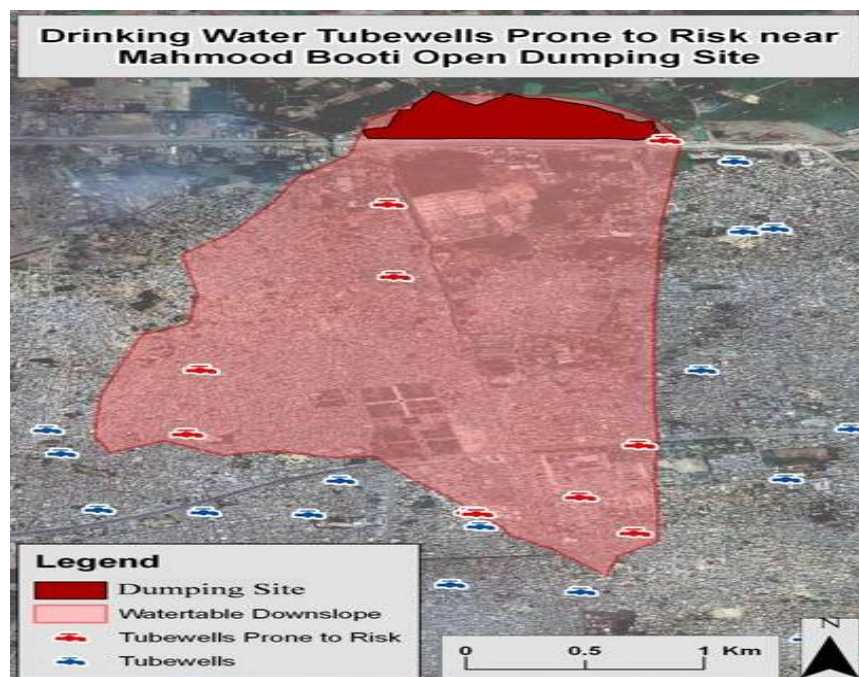 Drinking Water Tubewells Prone to Risk near
Mahmood Booti Open Dumping Site
Legend
Dumping Site
Watertable Downslope
Tubewells Prone to Risk
Tubewells
0 0.5 1 Km
N